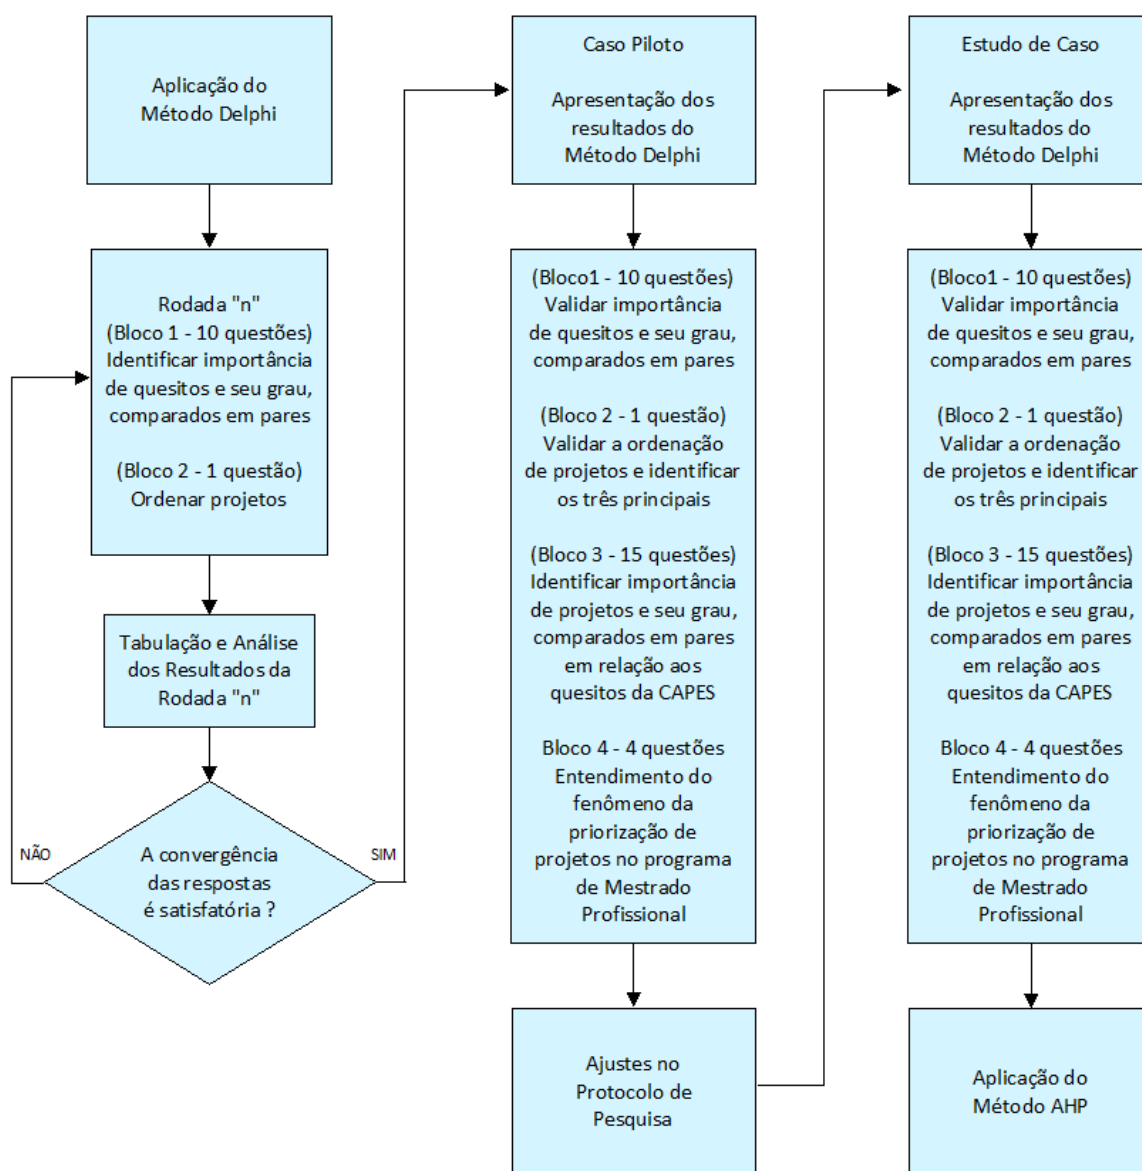 Aplicação do
Método Delphi
Rodada "n"
(Bloco 1 - 10 questões)
Identificar importância
de quesitos e seu grau,
comparados em pares
(Bloco 2 - 1 questão)
Ordenar projetos
Tabulação e Análise
dos Resultados da
Rodada "n"
NÃO
A convergência
das respostas
é satisfatória ?
SIM
Caso Piloto
Apresentação dos
resultados do
Método Delphi
(Bloco1 - 10 questões)
Validar importância
de quesitos e seu grau,
comparados em pares
(Bloco 2 - 1 questão)
Validar a ordenação
de projetos e identificar
os três principais
(Bloco 3 - 15 questões)
Identificar importância
de projetos e seu grau,
comparados em pares
em relação aos
quesitos da CAPES
Bloco 4 - 4 questões
Entendimento do
fenômeno da
priorização de
projetos no programa
de Mestrado
Profissional
Ajustes no
Protocolo de
Pesquisa
Estudo de Caso
Apresentação dos
resultados do
Método Delphi
(Bloco1 - 10 questões)
Validar importância
de quesitos e seu grau,
comparados em pares
(Bloco 2 - 1 questão)
Validar a ordenação
de projetos e identificar
os três principais
(Bloco 3 - 15 questões)
Identificar importância
de projetos e seu grau,
comparados em pares
em relação aos
quesitos da CAPES
Bloco 4 - 4 questões
Entendimento do
fenômeno da
priorização de
projetos no programa
de Mestrado
Profissional
Aplicação do
Método AHP